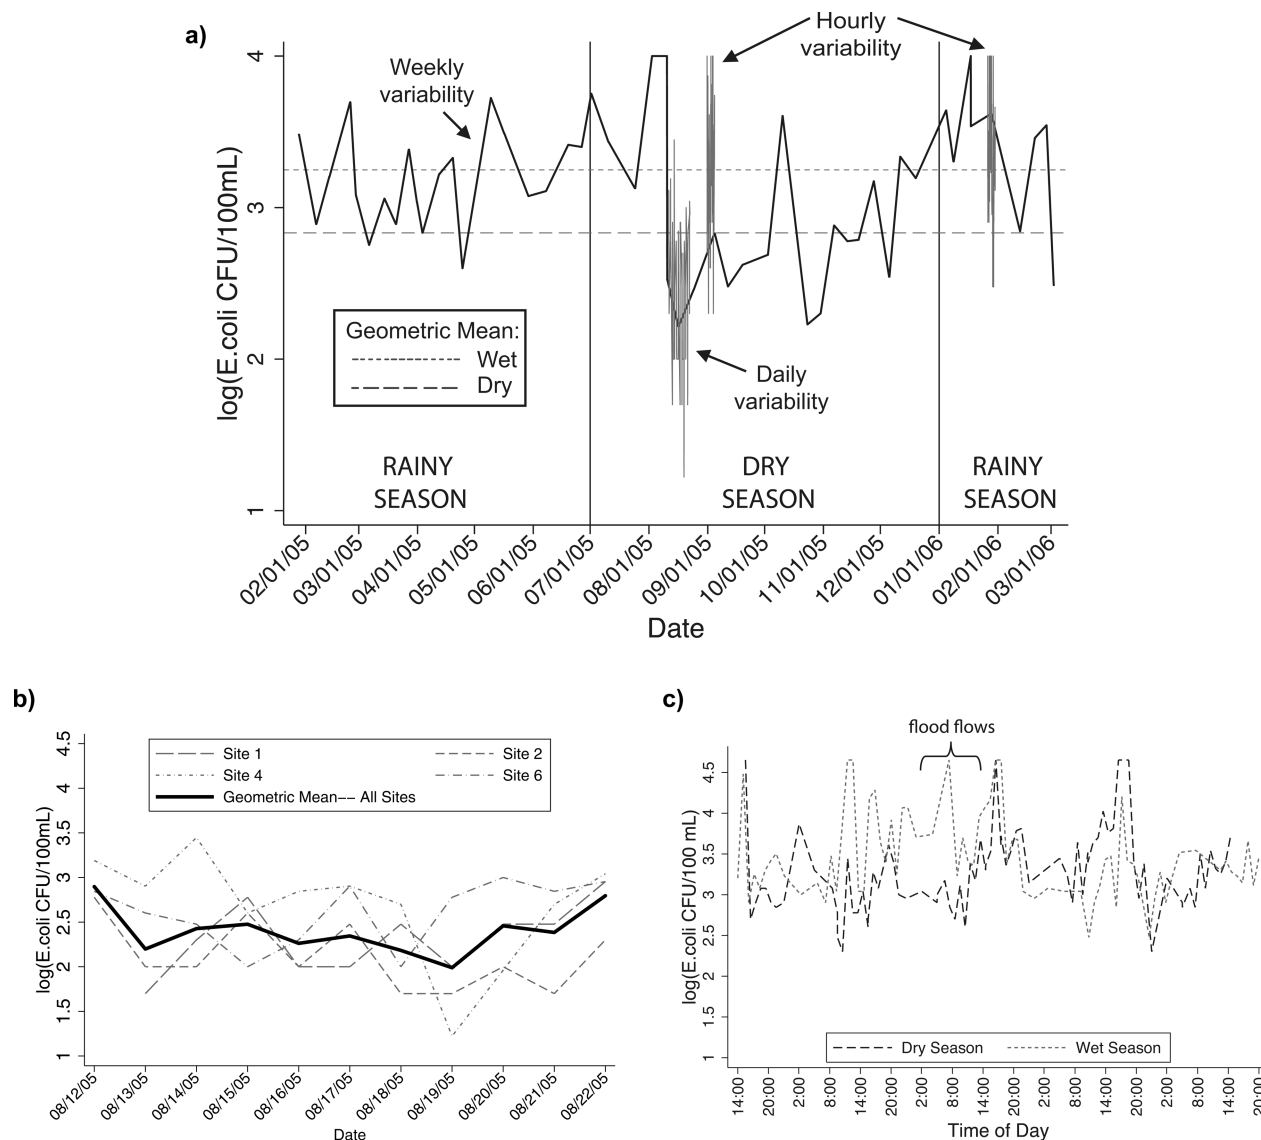 a)
Hourly
variability
Weekly
variability
4
3
2
1
log(E.coli CFU/100mL)
Geometric Mean:
Wet
Dry
Daily
variability
RAINY
SEASON
DRY
SEASON
RAINY
SEASON
02/01/05
03/01/05
04/01/05
05/01/05
06/01/05
07/01/05
08/01/05
09/01/05
10/01/05
11/01/05
12/01/05
01/01/06
02/01/06
03/01/06
Date
b)
4.5
4
3.5
3
2.5
2
1.5
1
log(E.coli CFU/100mL)
Site 1
Site 2
Site 4
Site 6
Geometric Mean-- All Sites
08/12/05
08/13/05
08/14/05
08/15/05
08/16/05
08/17/05
08/18/05
08/19/05
08/20/05
08/21/05
08/22/05
Date
c)
flood flows
4.5
4
3.5
3
2.5
2
1.5
1
log(E.coli CFU/100 mL)
Dry Season
Wet Season
14:00
20:00
2:00
8:00
14:00
20:00
2:00
8:00
14:00
20:00
2:00
8:00
14:00
20:00
2:00
8:00
14:00
20:00
Time of Day